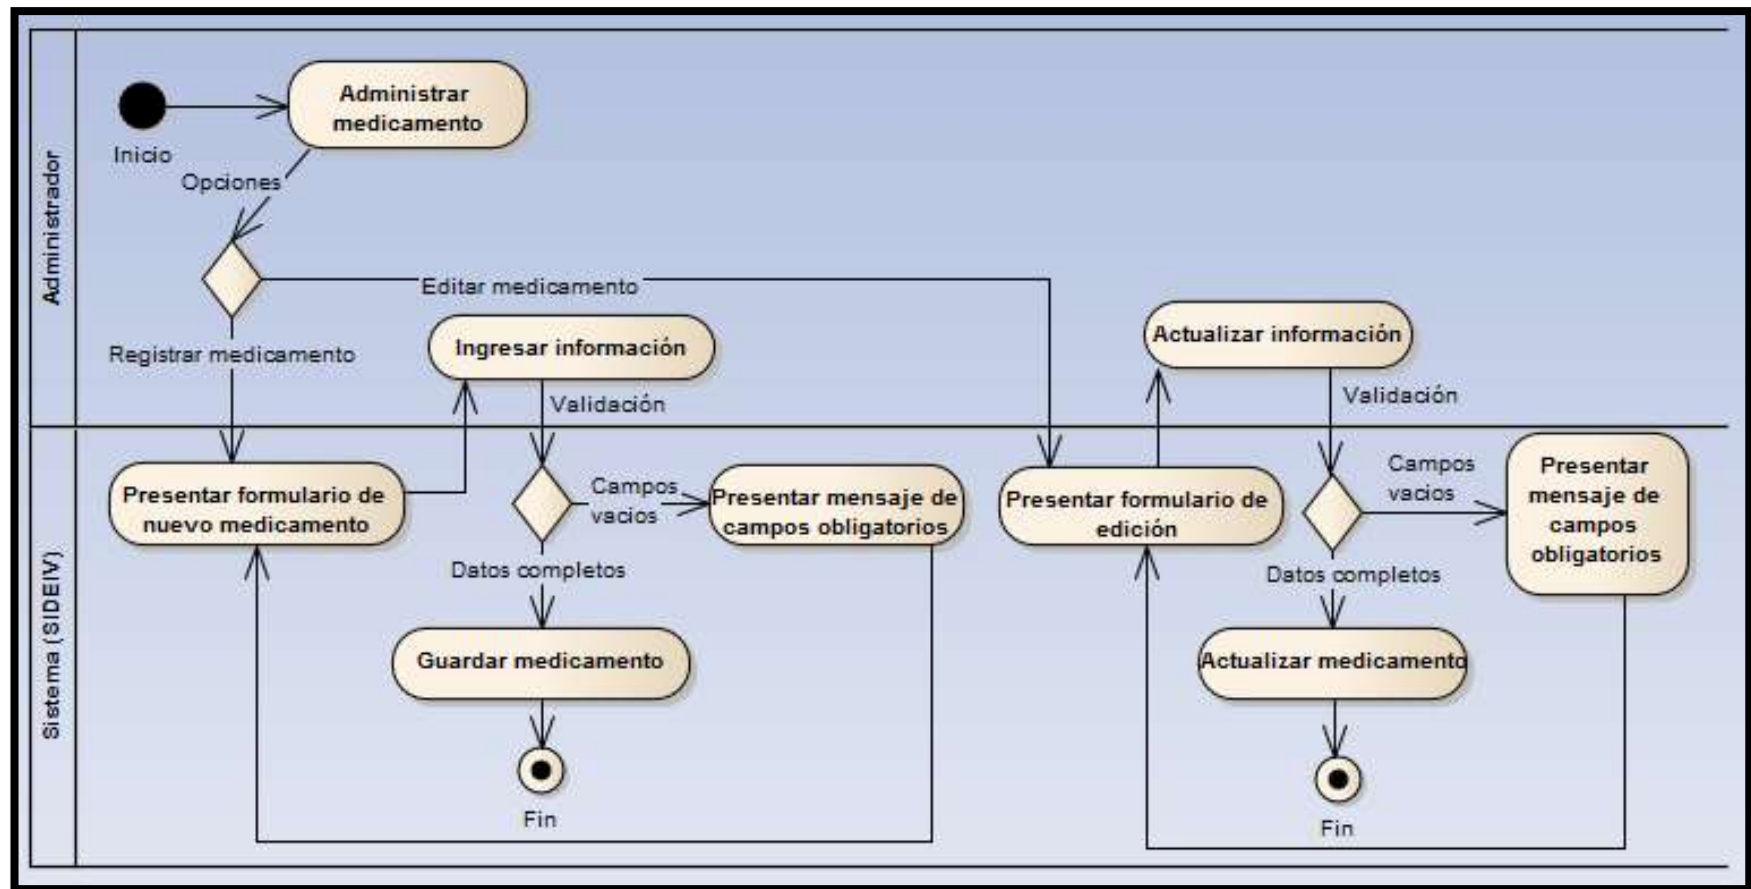 Administrador
Administrar
medicamento
Inicio
Opciones
Editar medicamento
Registrar medicamento
Ingresar información
Validación
Actualizar información
Validación
Sistema (SIDEIV)
Presentar formulario de
nuevo medicamento
Campos
vacios
Presentar mensaje de
campos obligatorios
Datos completos
Guardar medicamento
Fin
Presentar formulario de
edición
Campos
vacios
Presentar
mensaje de
campos
obligatorios
Datos completos
Actualizar medicamento
Fin